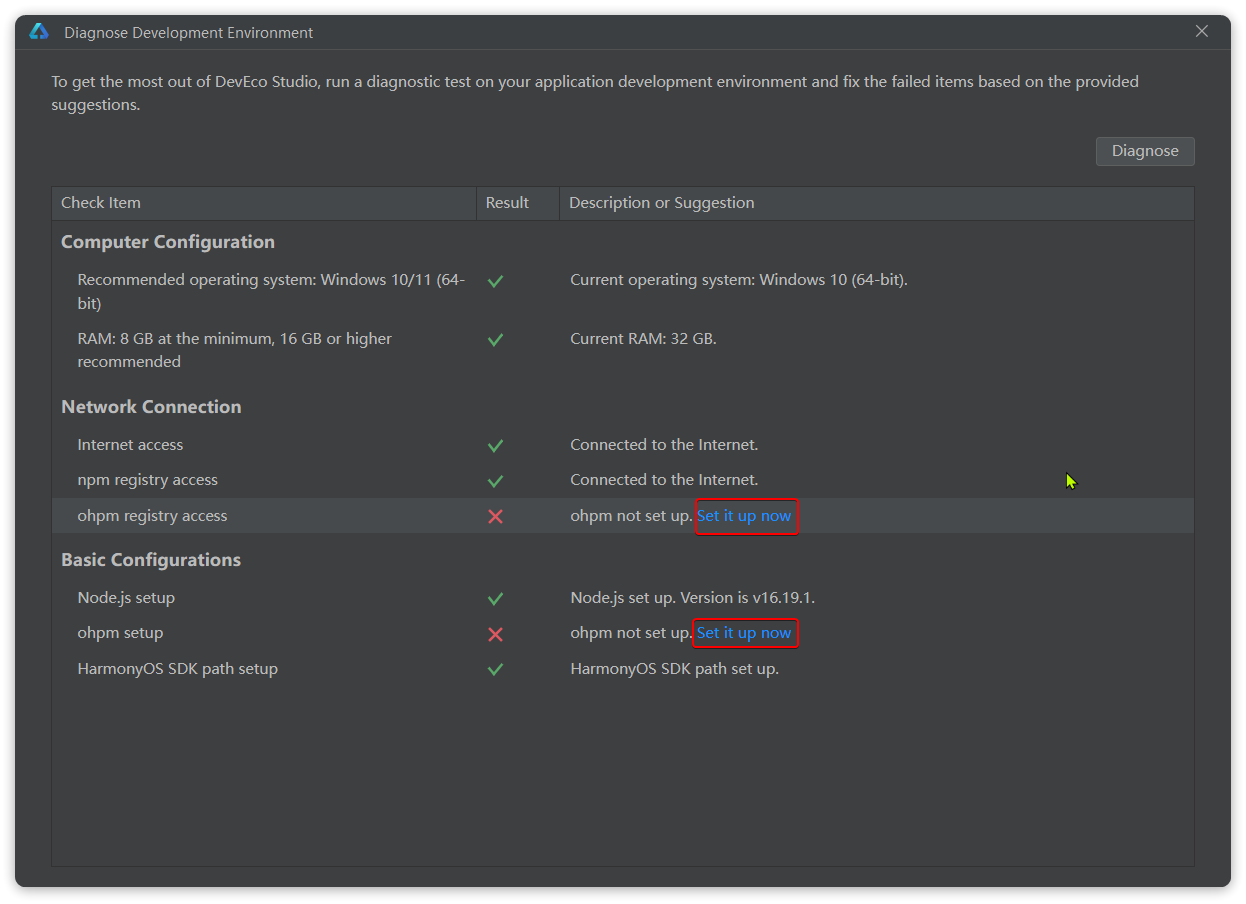 Diagnose Development Environment
To get the most out of DevEco Studio, run a diagnostic test on your application development environment and fix the failed items based on the provided
suggestions.
Diagnose
Check Item Result Description or Suggestion
Computer Configuration
Recommended operating system: Windows 10/11 (64-
bit)
Current operating system: Windows 10 (64-bit).
RAM: 8 GB at the minimum, 16 GB or higher
recommended
Current RAM: 32 GB.
Network Connection
Internet access Connected to the Internet.
npm registry access Connected to the Internet.
ohpm registry access ohpm not set up. Set it up now
Basic Configurations
Node.js setup Node.js set up. Version is v16.19.1.
ohpm setup ohpm not set up. Set it up now
HarmonyOS SDK path setup HarmonyOS SDK path set up.